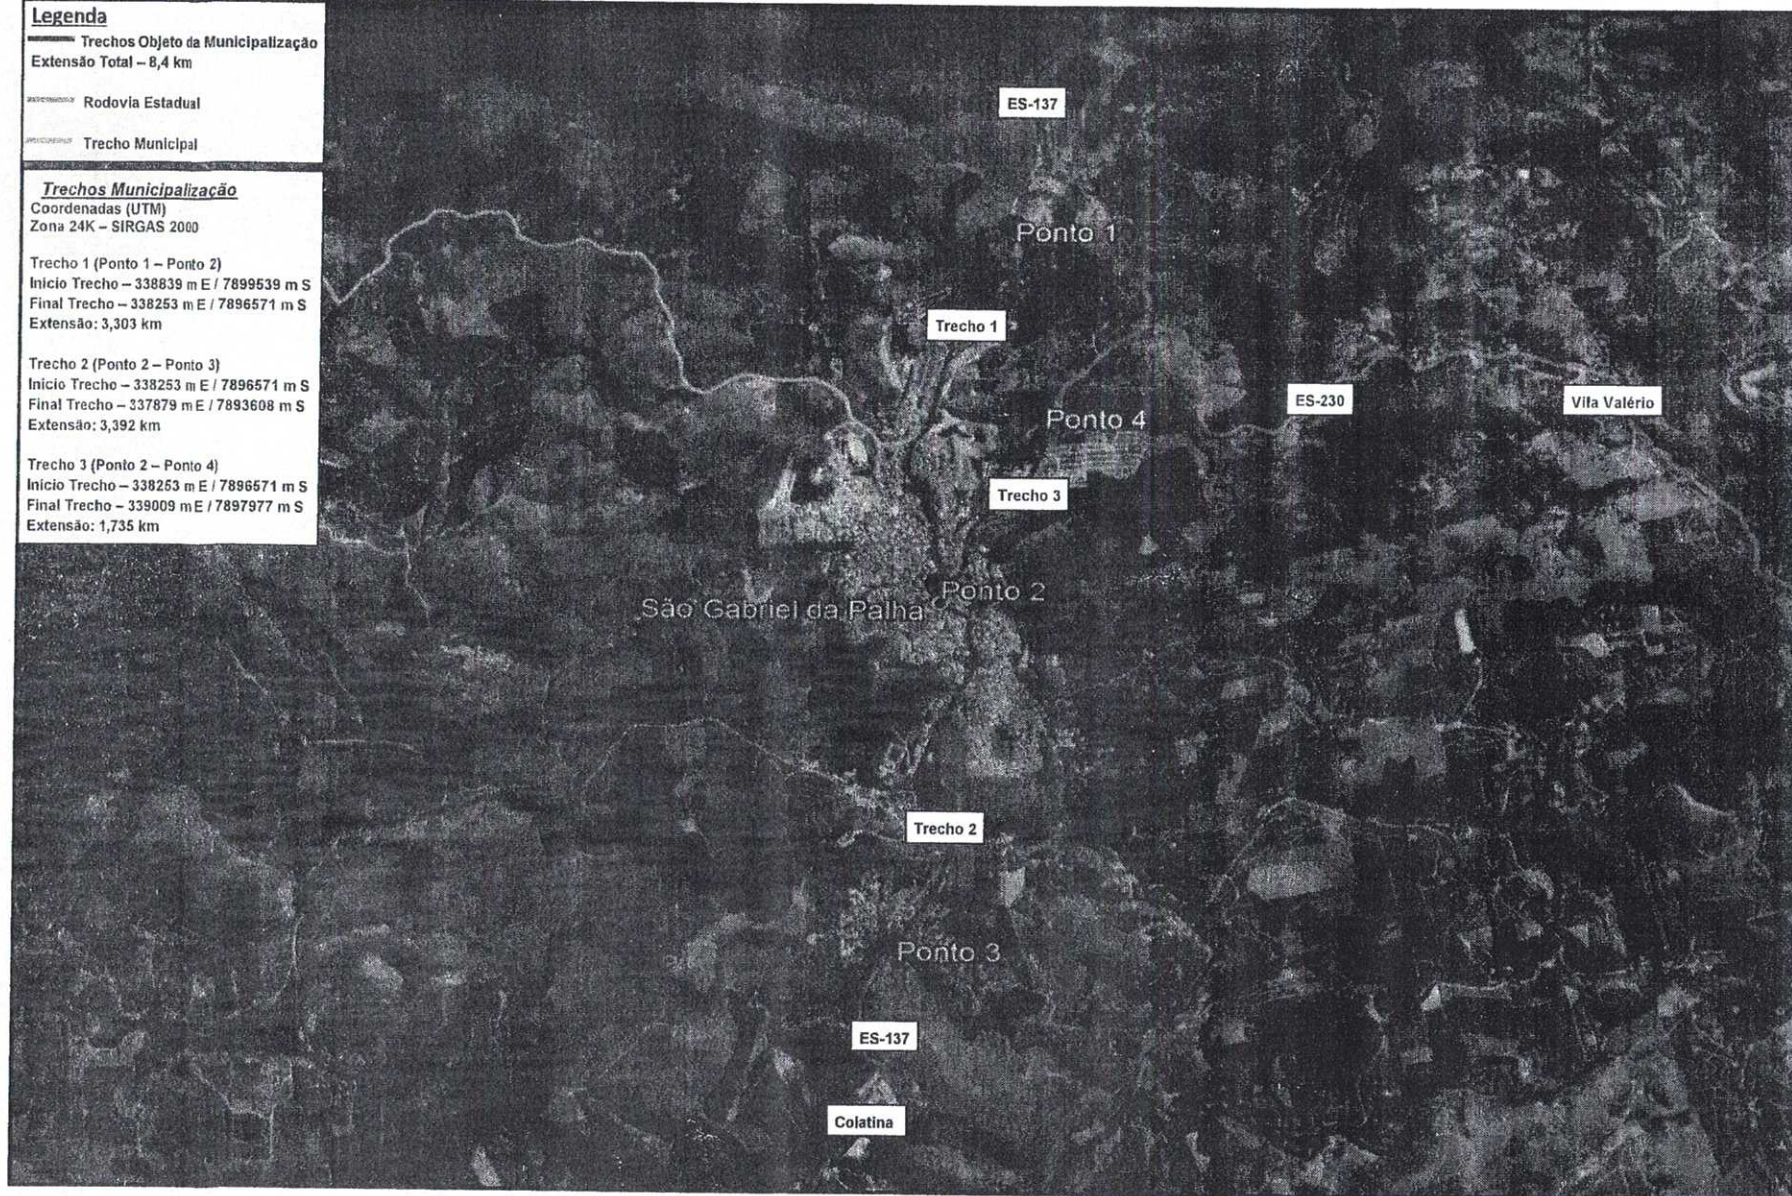 Legenda
Trechos Objeto da Municipalização
Extensão Total – 8,4 km
Rodovia Estadual
Trecho Municipal
Trechos Municipalização
Coordenadas (UTM)
Zona 24K – SIRGAS 2000
Trecho 1 (Ponto 1 – Ponto 2)
Inicio Trecho – 338839 m E / 7899539 m S
Final Trecho – 338253 m E / 7896571 m S
Extensão: 3,303 km
Trecho 2 (Ponto 2 – Ponto 3)
Inicio Trecho – 338253 m E / 7896571 m S
Final Trecho – 337879 m E / 7893608 m S
Extensão: 3,392 km
Trecho 3 (Ponto 2 – Ponto 4)
Inicio Trecho – 338253 m E / 7896571 m S
Final Trecho – 339009 m E / 7897977 m S
Extensão: 1,735 km
ES-137
Ponto 1
Trecho 1
ES-230
Vila Valério
Ponto 4
Trecho 3
Ponto 2
São Gabriel da Palha
Trecho 2
Ponto 3
ES-137
Colatina